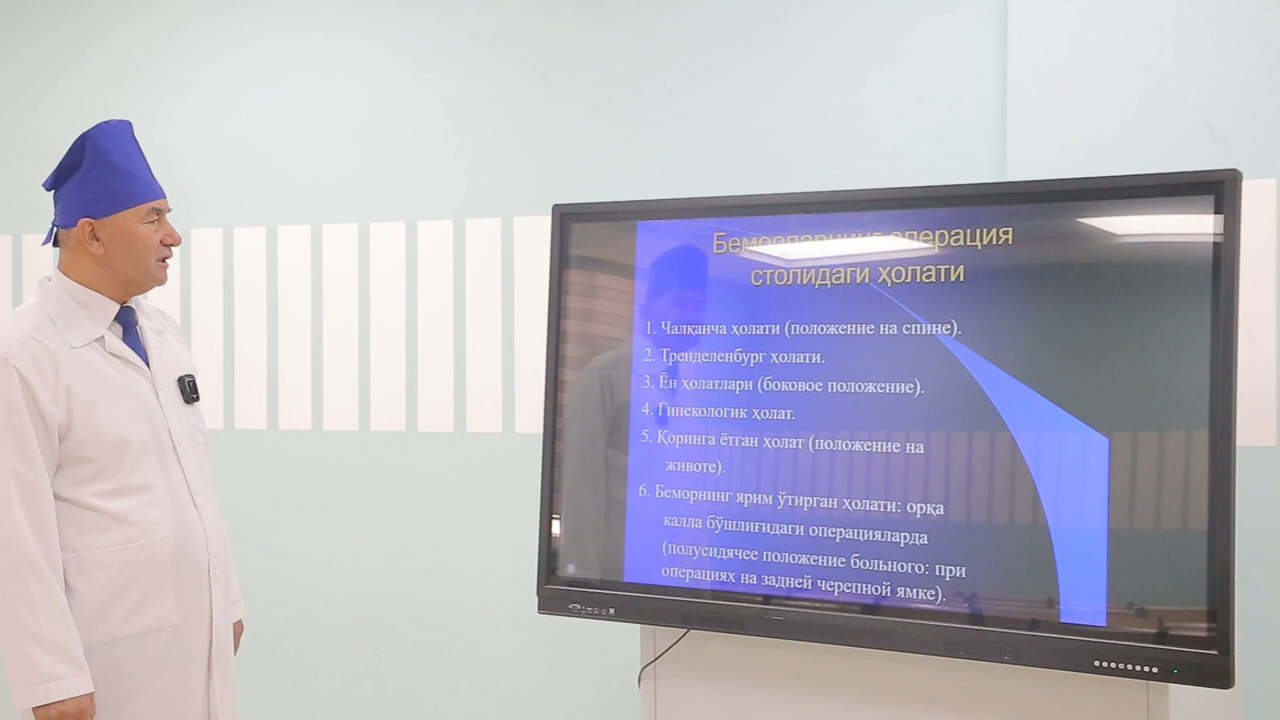 Беморларнинг операция
столидаги ҳолати
1. Чалқанча ҳолати (положение на спине).
2. Тренделенбург ҳолати.
3. Ён ҳолатлари (боковое положение).
4. Гинекологик ҳолат.
5. Қоринга ётган ҳолат (положение на
животе).
6. Беморнинг ярим ўтирган ҳолати: орқа
калла бўшлиғидаги операцияларда
(полусидячее положение больного: при
операциях на задней черепной ямке).